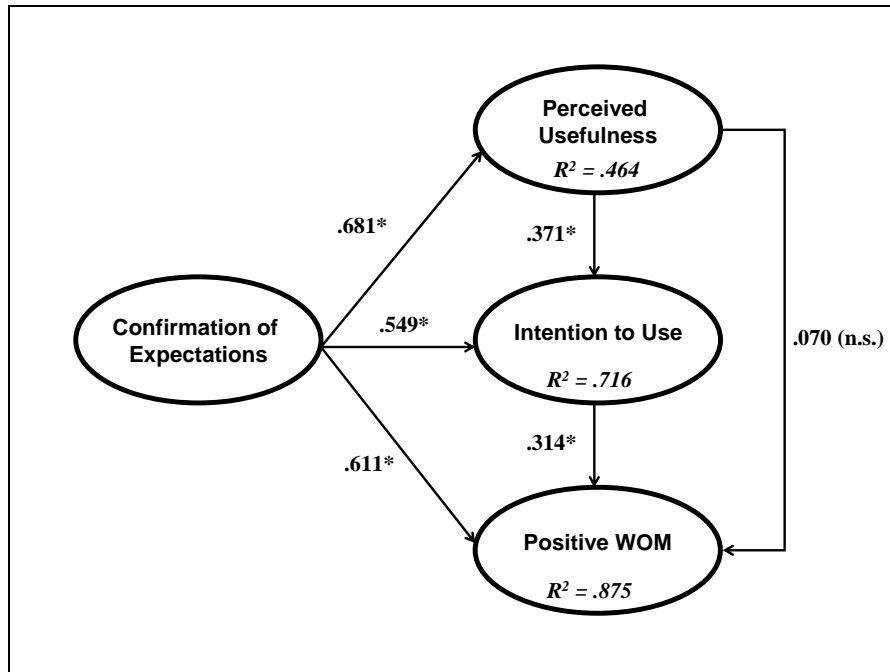 Perceived
Usefulness
R² = .464
.681*
.371*
Confirmation of
Expectations
.549*
Intention to Use
R² = .716
.070 (n.s.)
.611*
.314*
Positive WOM
R² = .875